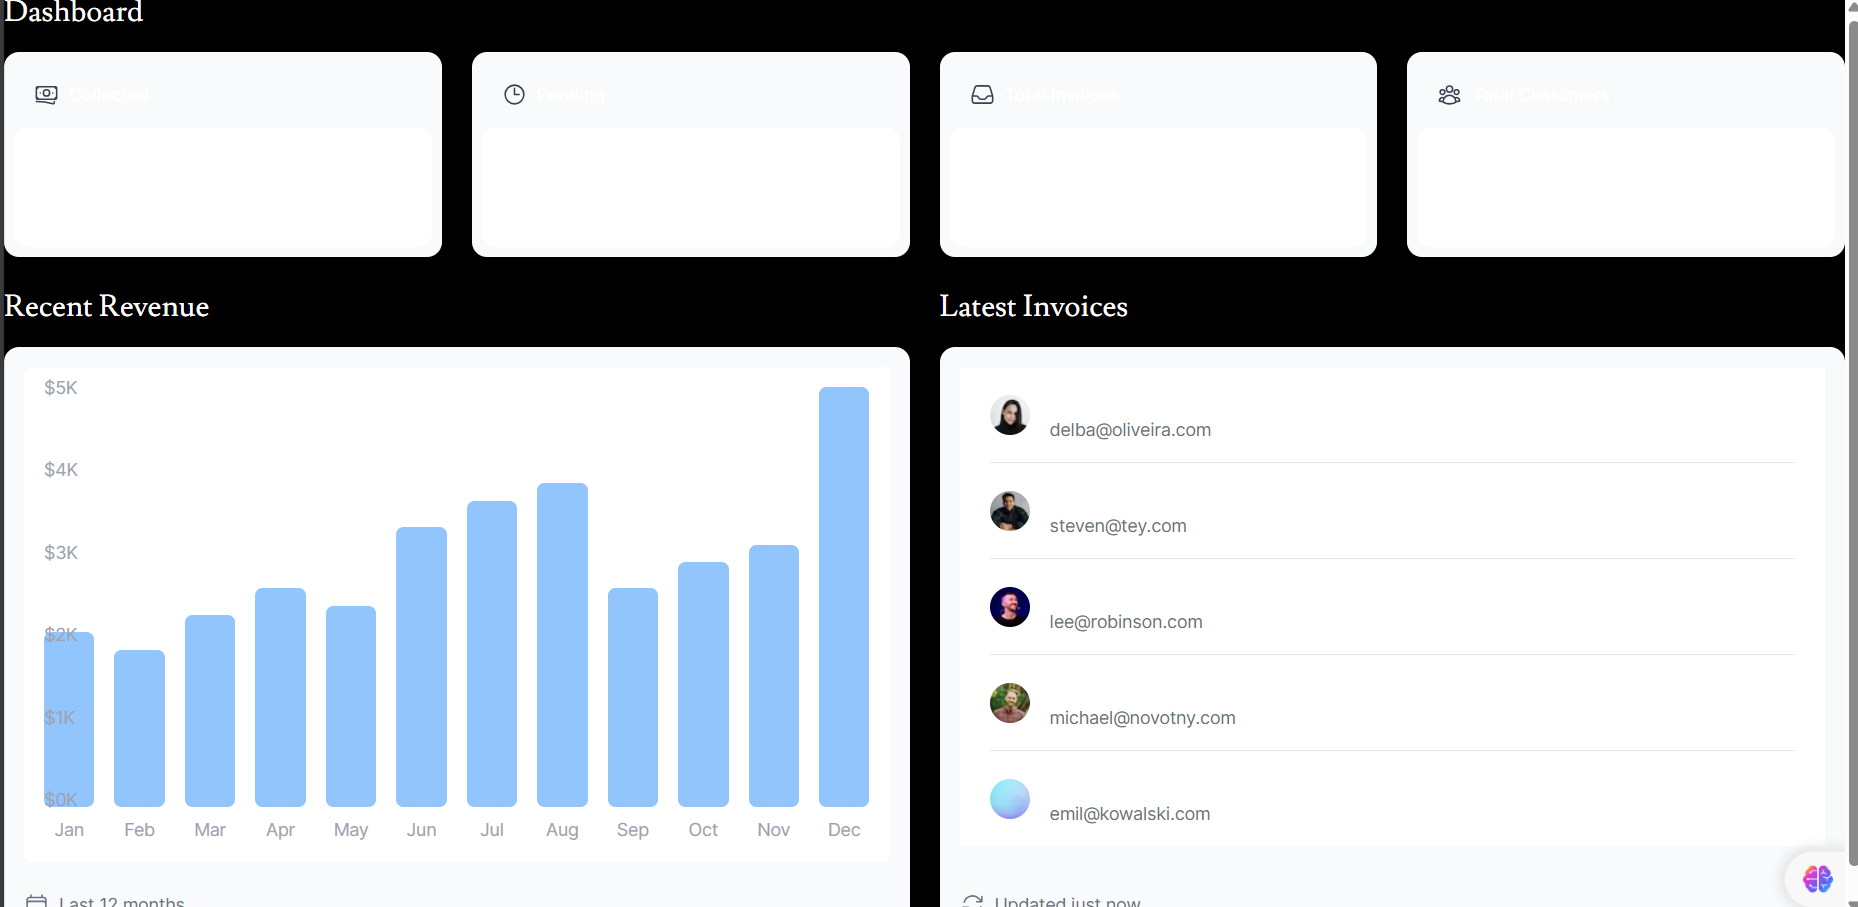 Dashboard
Collected
Pending
Total Invoices
Total Customers
Recent Revenue
Latest Invoices
$5K
$4K
$3K
$2K
$1K
$0K
Jan Feb Mar Apr May Jun Jul Aug Sep Oct Nov Dec
Last 12 months
delba@oliveira.com
steven@tey.com
lee@robinson.com
michael@novotny.com
emil@kowalski.com
Updated just now